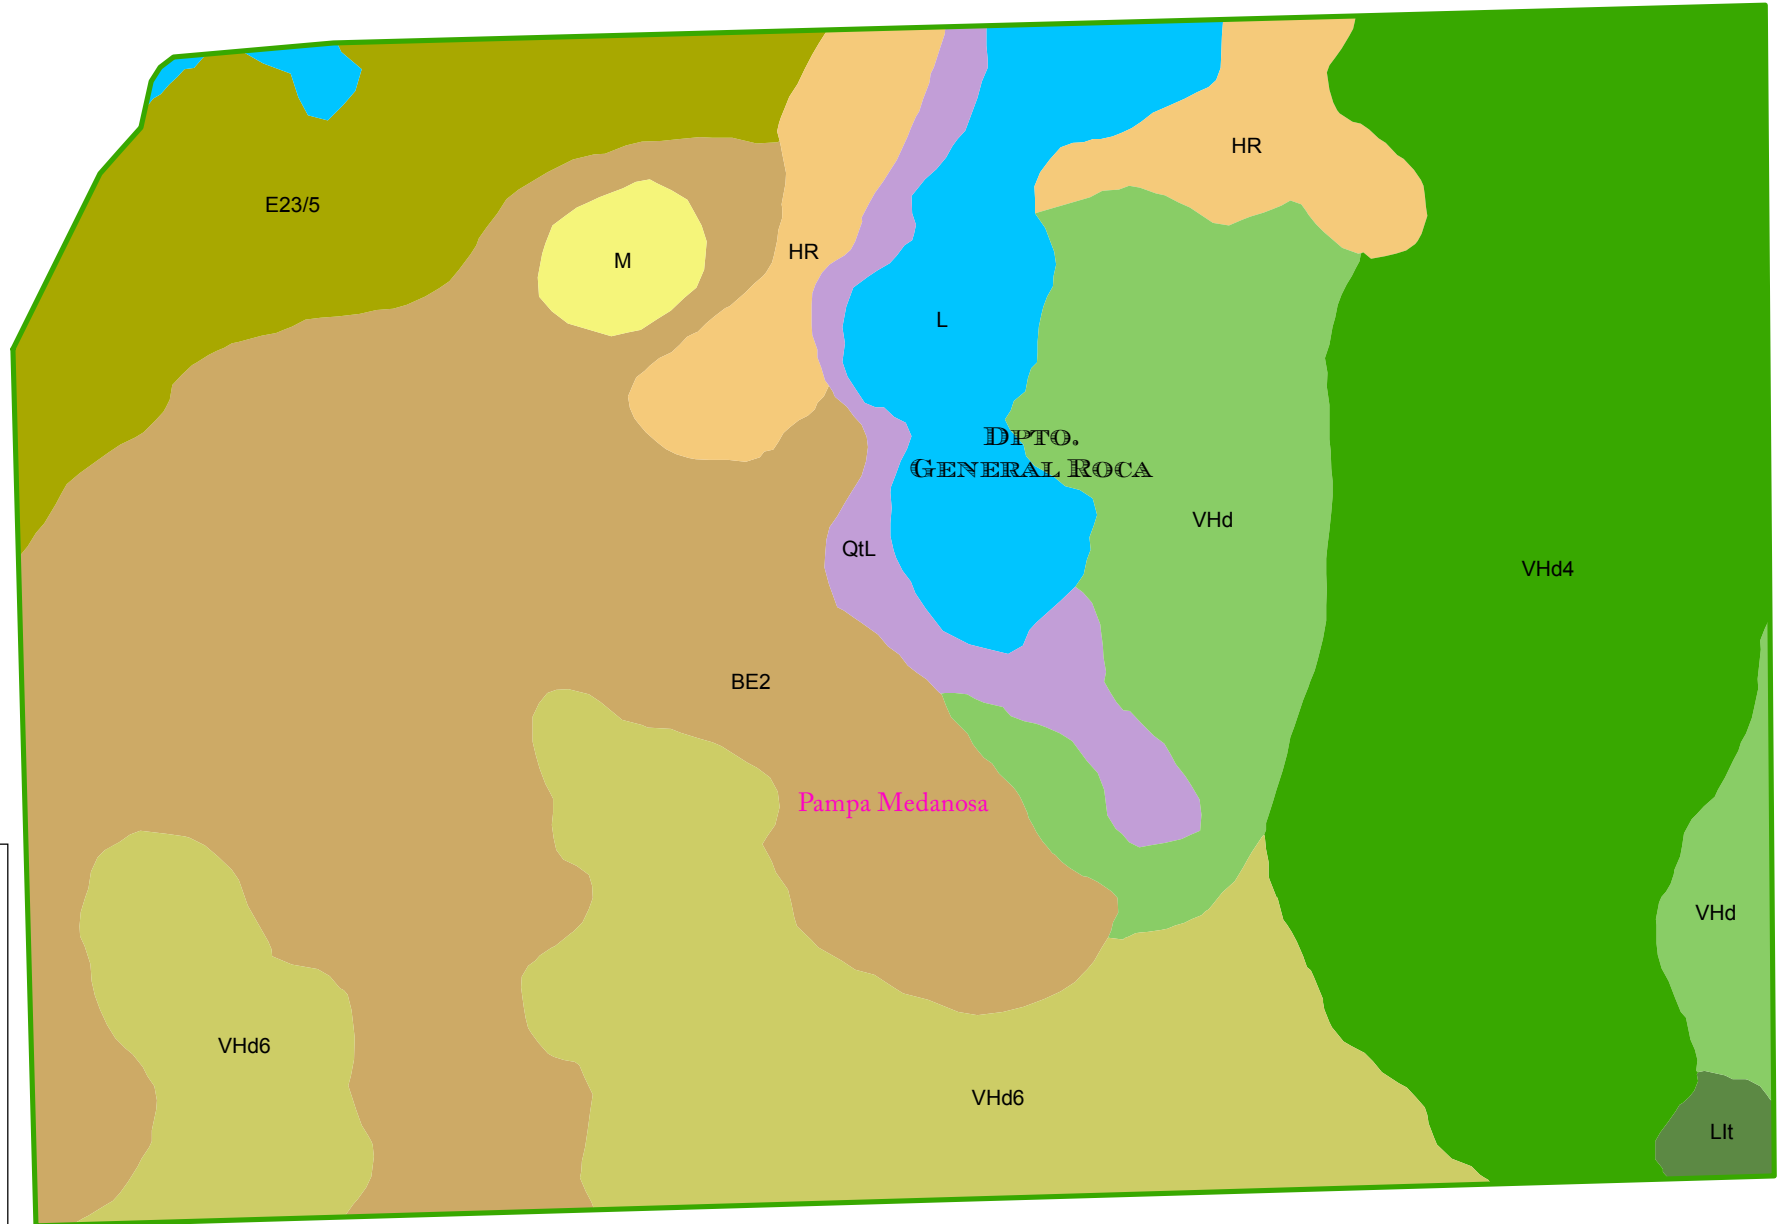 HR
E23/5
HR
M
L
Dpto.
General Roca
VHd
QtL
VHd4
BE2
Pampa Medanosa
VHd
VHd6
VHd6
LIt